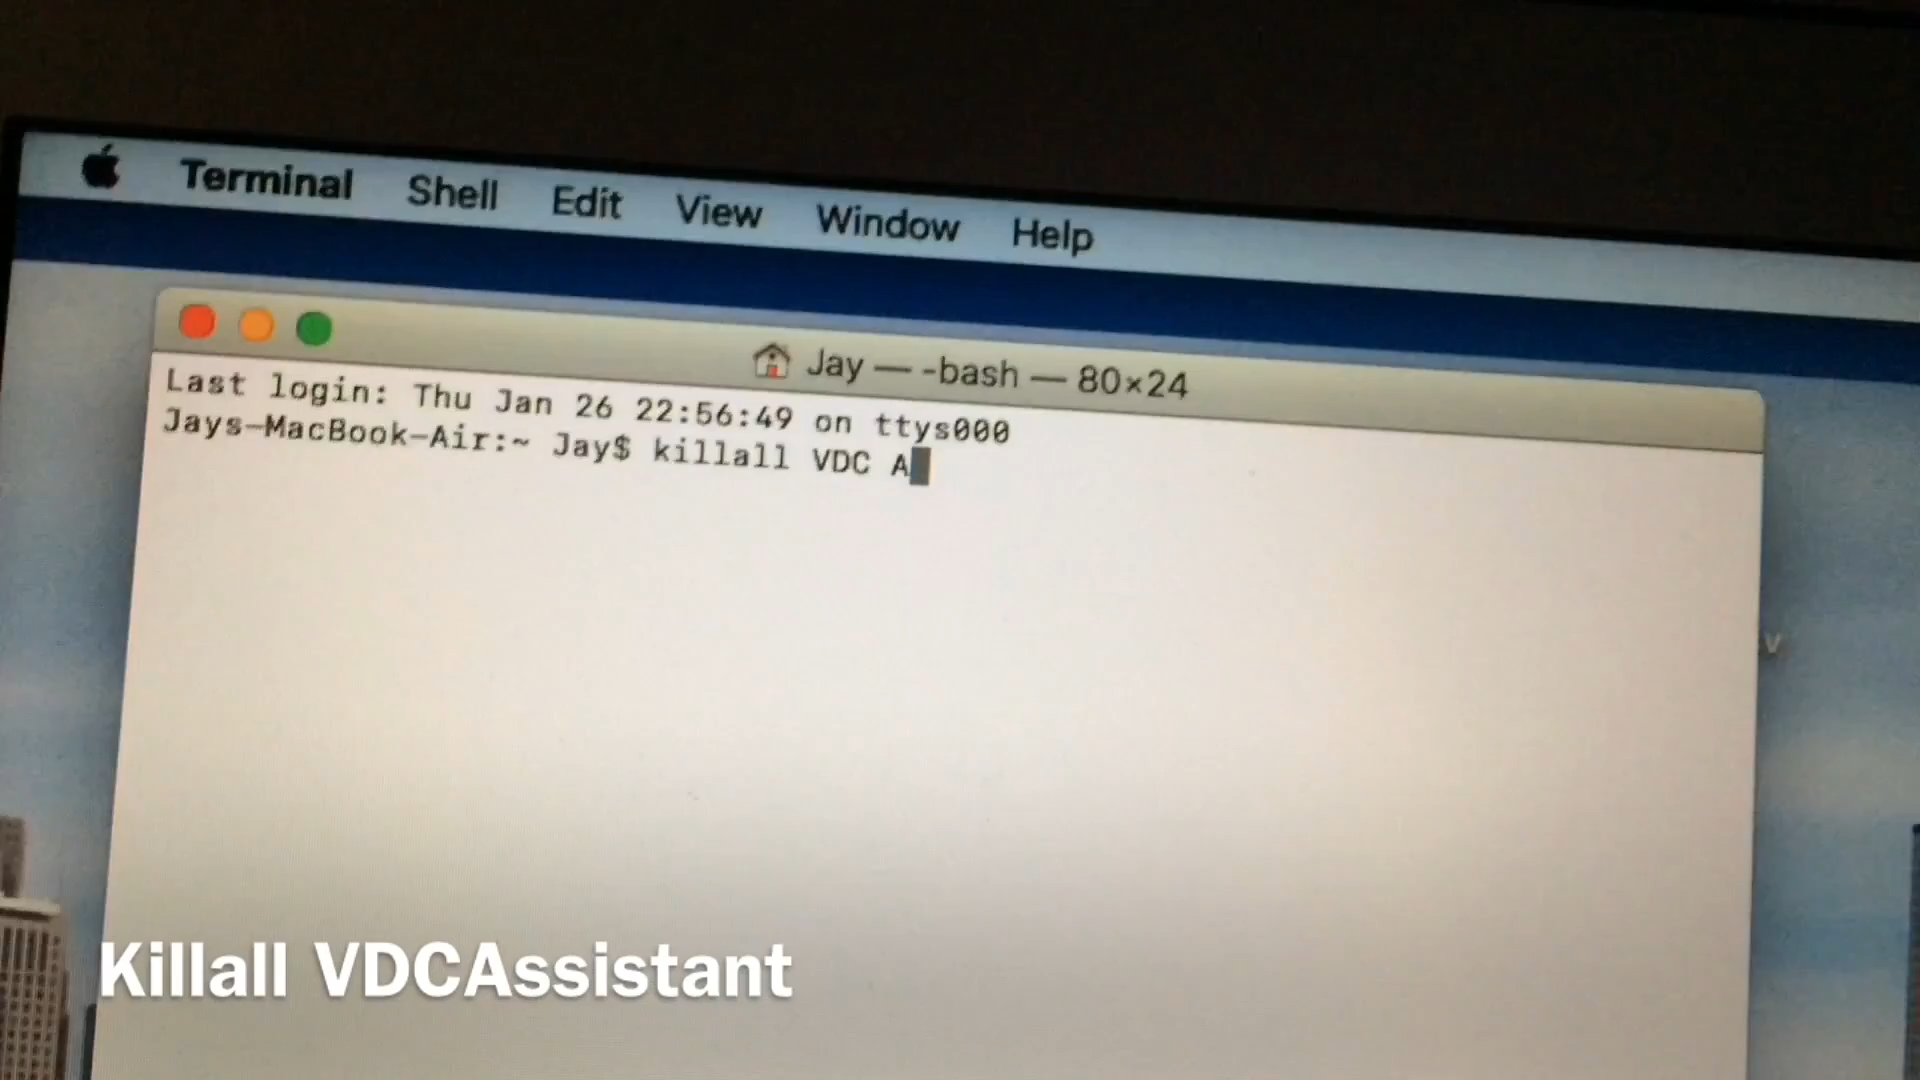 Terminal Shell Edit View Window Help
Jay — -bash — 80×24
Last login: Thu Jan 26 22:56:49 on ttys000
Jays-MacBook-Air:~ Jay$ killall VDC A
v
Killall VDCAssistant